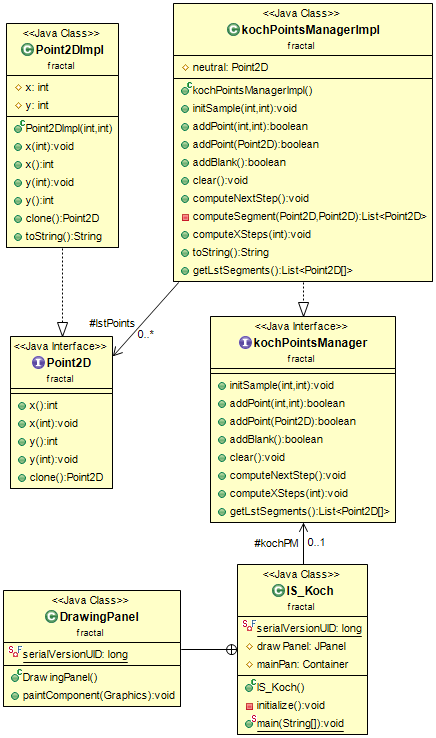 <<Java Class>>
Point2DImpl
fractal
x: int
y: int
Point2DImpl(int,int)
x(int):void
x():int
y(int):void
y():int
clone():Point2D
toString():String
<<Java Class>>
kochPointsManagerImpl
fractal
neutral: Point2D
kochPointsManagerImpl()
initSample(int,int):void
addPoint(int,int):boolean
addPoint(Point2D):boolean
addBlank():boolean
clear():void
computeNextStep():void
computeSegment(Point2D,Point2D):List<Point2D>
computeXSteps(int):void
toString():String
getLstSegments():List<Point2D[]>
#lstPoints
0..*
<<Java Interface>>
Point2D
fractal
x():int
x(int):void
y():int
y(int):void
clone():Point2D
<<Java Interface>>
kochPointsManager
fractal
initSample(int,int):void
addPoint(int,int):boolean
addPoint(Point2D):boolean
addBlank():boolean
clear():void
computeNextStep():void
computeXSteps(int):void
getLstSegments():List<Point2D[]>
#kochPM
0..1
<<Java Class>>
DrawingPanel
fractal
serialVersionUID: long
DrawingPanel()
paintComponent(Graphics):void
<<Java Class>>
IS_Koch
fractal
serialVersionUID: long
drawPanel: JPanel
mainPan: Container
IS_Koch()
initialize():void
main(String[]):void